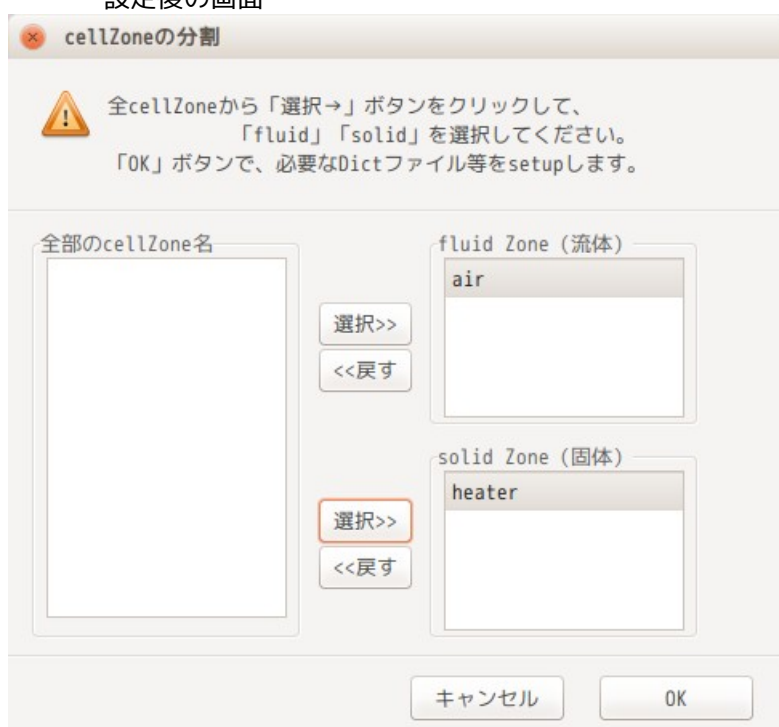 設定後の画面
cellZoneの分割
全cellZoneから「選択→」ボタンをクリックして、
「fluid」「solid」を選択してください。
「OK」ボタンで、必要なDictファイル等をsetupします。
全部のcellZone名
fluid Zone (流体)
air
選択>>
<<戻す
solid Zone (固体)
heater
選択>>
<<戻す
キャンセル
OK